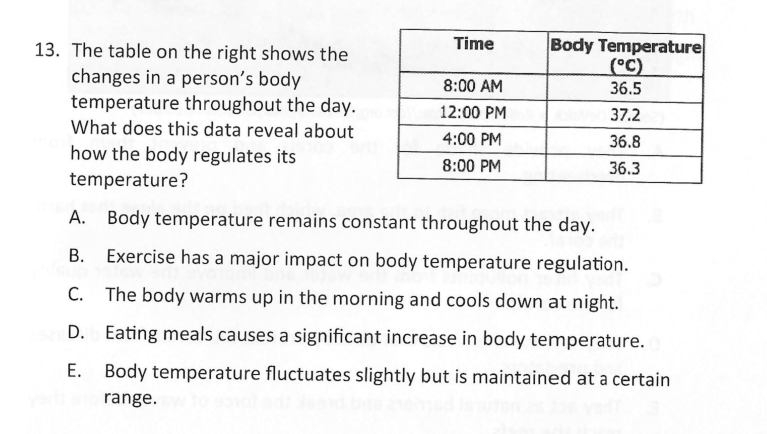 13. The table on the right shows the
changes in a person's body
temperature throughout the day.
What does this data reveal about
how the body regulates its
temperature?
Time Body Temperature (°C)
8:00 AM 36.5
12:00 PM 37.2
4:00 PM 36.8
8:00 PM 36.3
A. Body temperature remains constant throughout the day.
B. Exercise has a major impact on body temperature regulation.
C. The body warms up in the morning and cools down at night.
D. Eating meals causes a significant increase in body temperature.
E. Body temperature fluctuates slightly but is maintained at a certain
range.